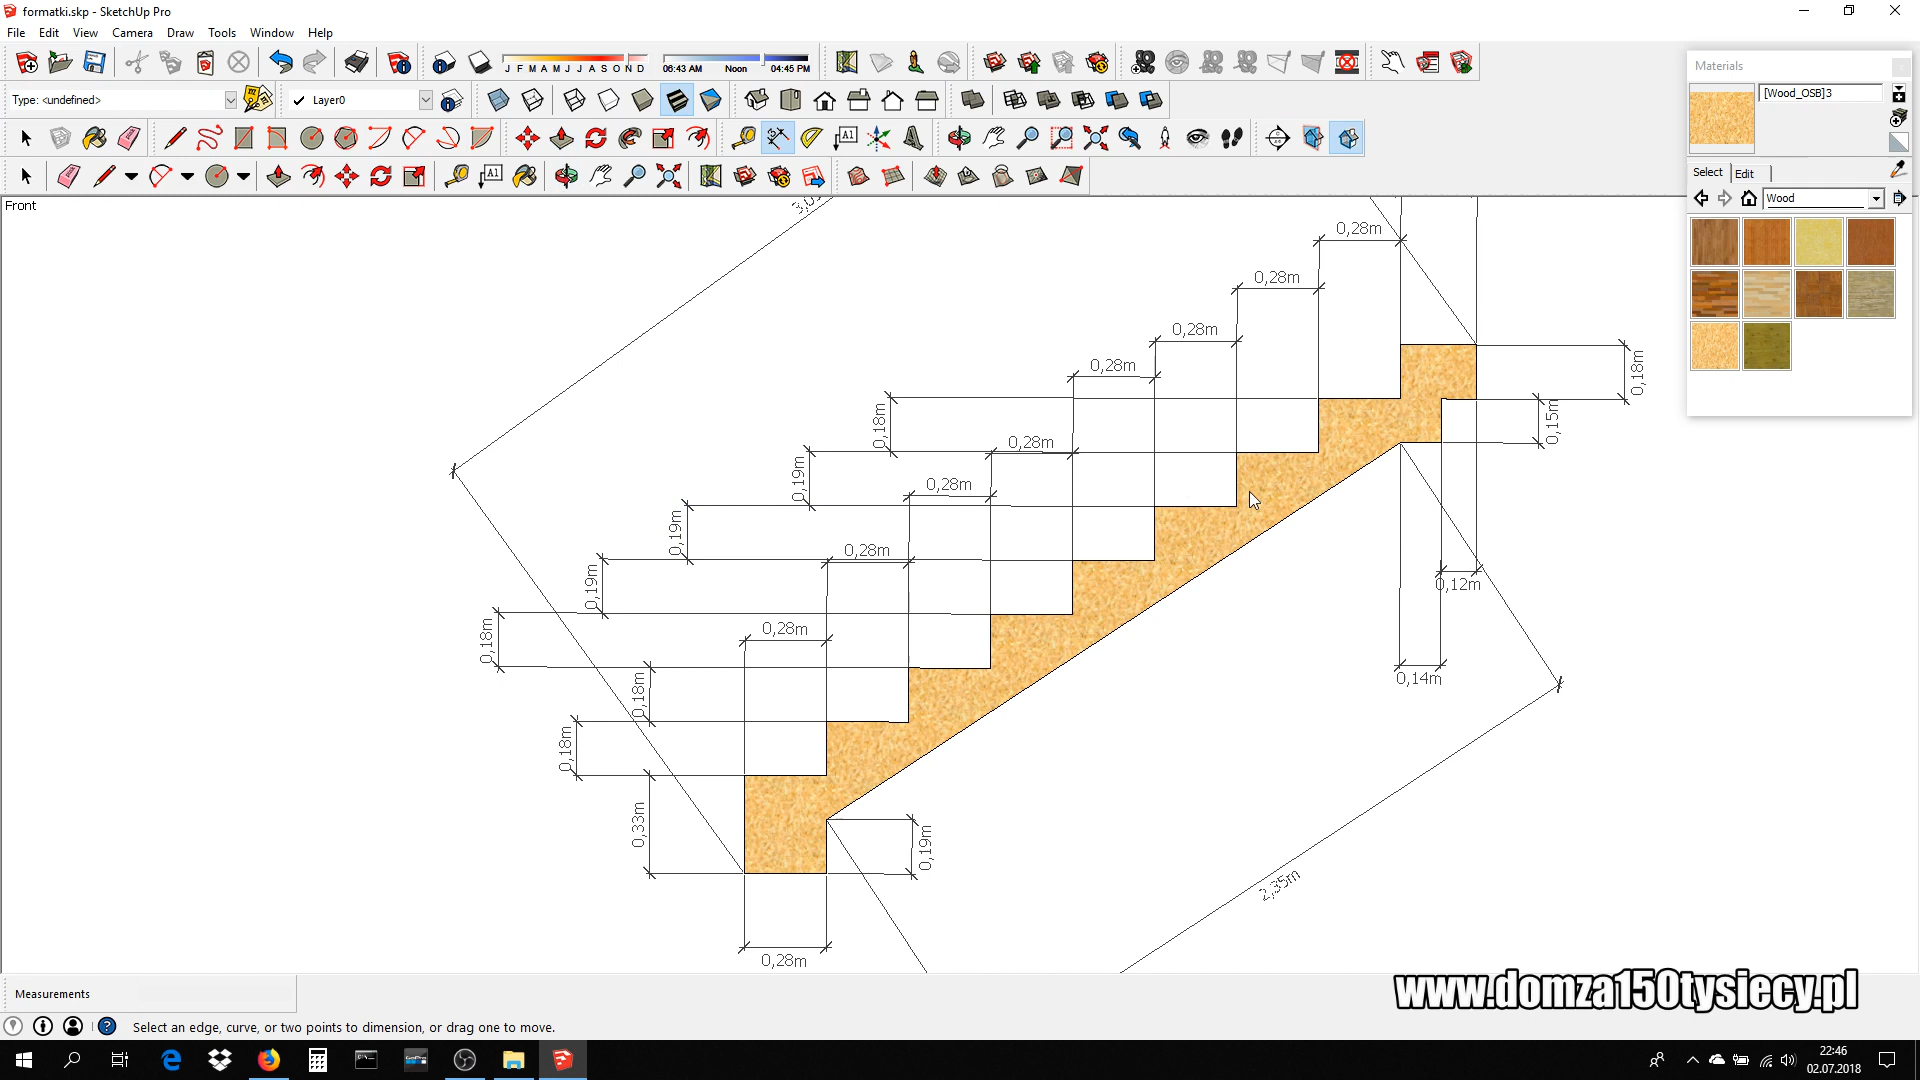 formatki.skp - SketchUp Pro
File Edit View Camera Draw Tools Window Help
J F M A M J J A S O N D
06:43 AM Noon 04:45 PM
Type: <undefined>
Layer0
A1
A1
Front
Materials
[Wood_OSB]3
Select Edit
Wood
0,28m
0,28m
0,28m
0,28m
0,18m
0,15m
0,18m
0,28m
0,19m
0,28m
0,19m
0,28m
0,19m
0,12m
0,28m
0,18m
0,14m
0,18m
0,18m
0,33m
0,19m
2,35m
0,28m
www.domza150tysiecy.pl
Measurements
Select an edge, curve, or two points to dimension, or drag one to move.
22:46
02.07.2018